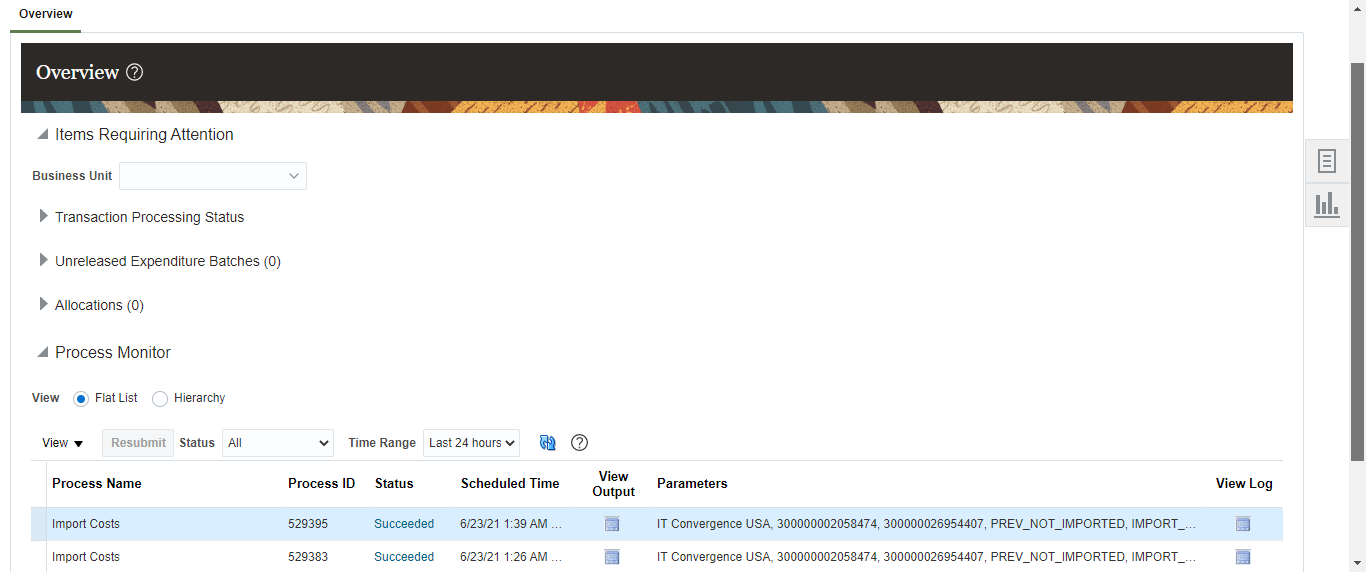 Overview
Overview
Items Requiring Attention
Business Unit
Transaction Processing Status
Unreleased Expenditure Batches (0)
Allocations (0)
Process Monitor
View Flat List Hierarchy
View Resubmit Status All Time Range Last 24 hours
Process Name Process ID Status Scheduled Time View Output Parameters View Log
Import Costs 529395 Succeeded 6/23/21 1:39 AM ... IT Convergence USA, 300000002058474, 300000026954407, PREV_NOT_IMPORTED, IMPORT_...
Import Costs 529383 Succeeded 6/23/21 1:26 AM ... IT Convergence USA, 300000002058474, 300000026954407, PREV_NOT_IMPORTED, IMPORT_...